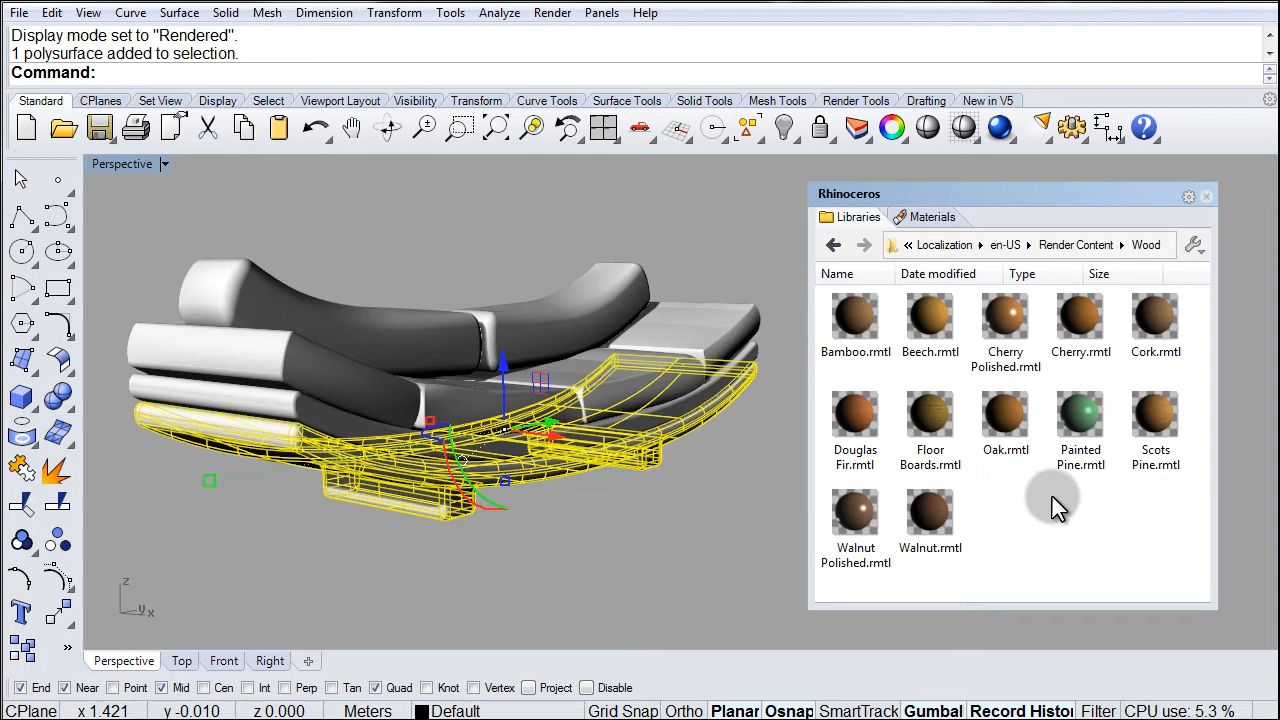 File Edit View Curve Surface Solid Mesh Dimension Transform Tools Analyze Render Panels Help
Display mode set to "Rendered".
1 polysurface added to selection.
Command:
Standard CPlanes Set View Display Select Viewport Layout Visibility Transform Curve Tools Surface Tools Solid Tools Mesh Tools Render Tools Drafting New in V5
Perspective
Rhinoceros
Libraries Materials
« Localization en-US Render Content Wood
Name Date modified Type Size
Bamboo.rmtl Beech.rmtl Cherry Polished.rmtl Cherry.rmtl Cork.rmtl
Douglas Fir.rmtl Floor Bords.rmtl Oak.rmtl Painted Pine.rmtl Scots Pine.rmtl
Walnut Polished.rmtl Walnut.rmtl
z
y x
Perspective Top Front Right
End Near Point Mid Cen Int Perp Tan Quad Knot Vertex Project Disable
CPlane x 1.421 y -0.010 z 0.000 Meters Default Grid Snap Ortho Planar Osnap SmartTrack Gumbal Record Histor Filter CPU use: 5.3 %